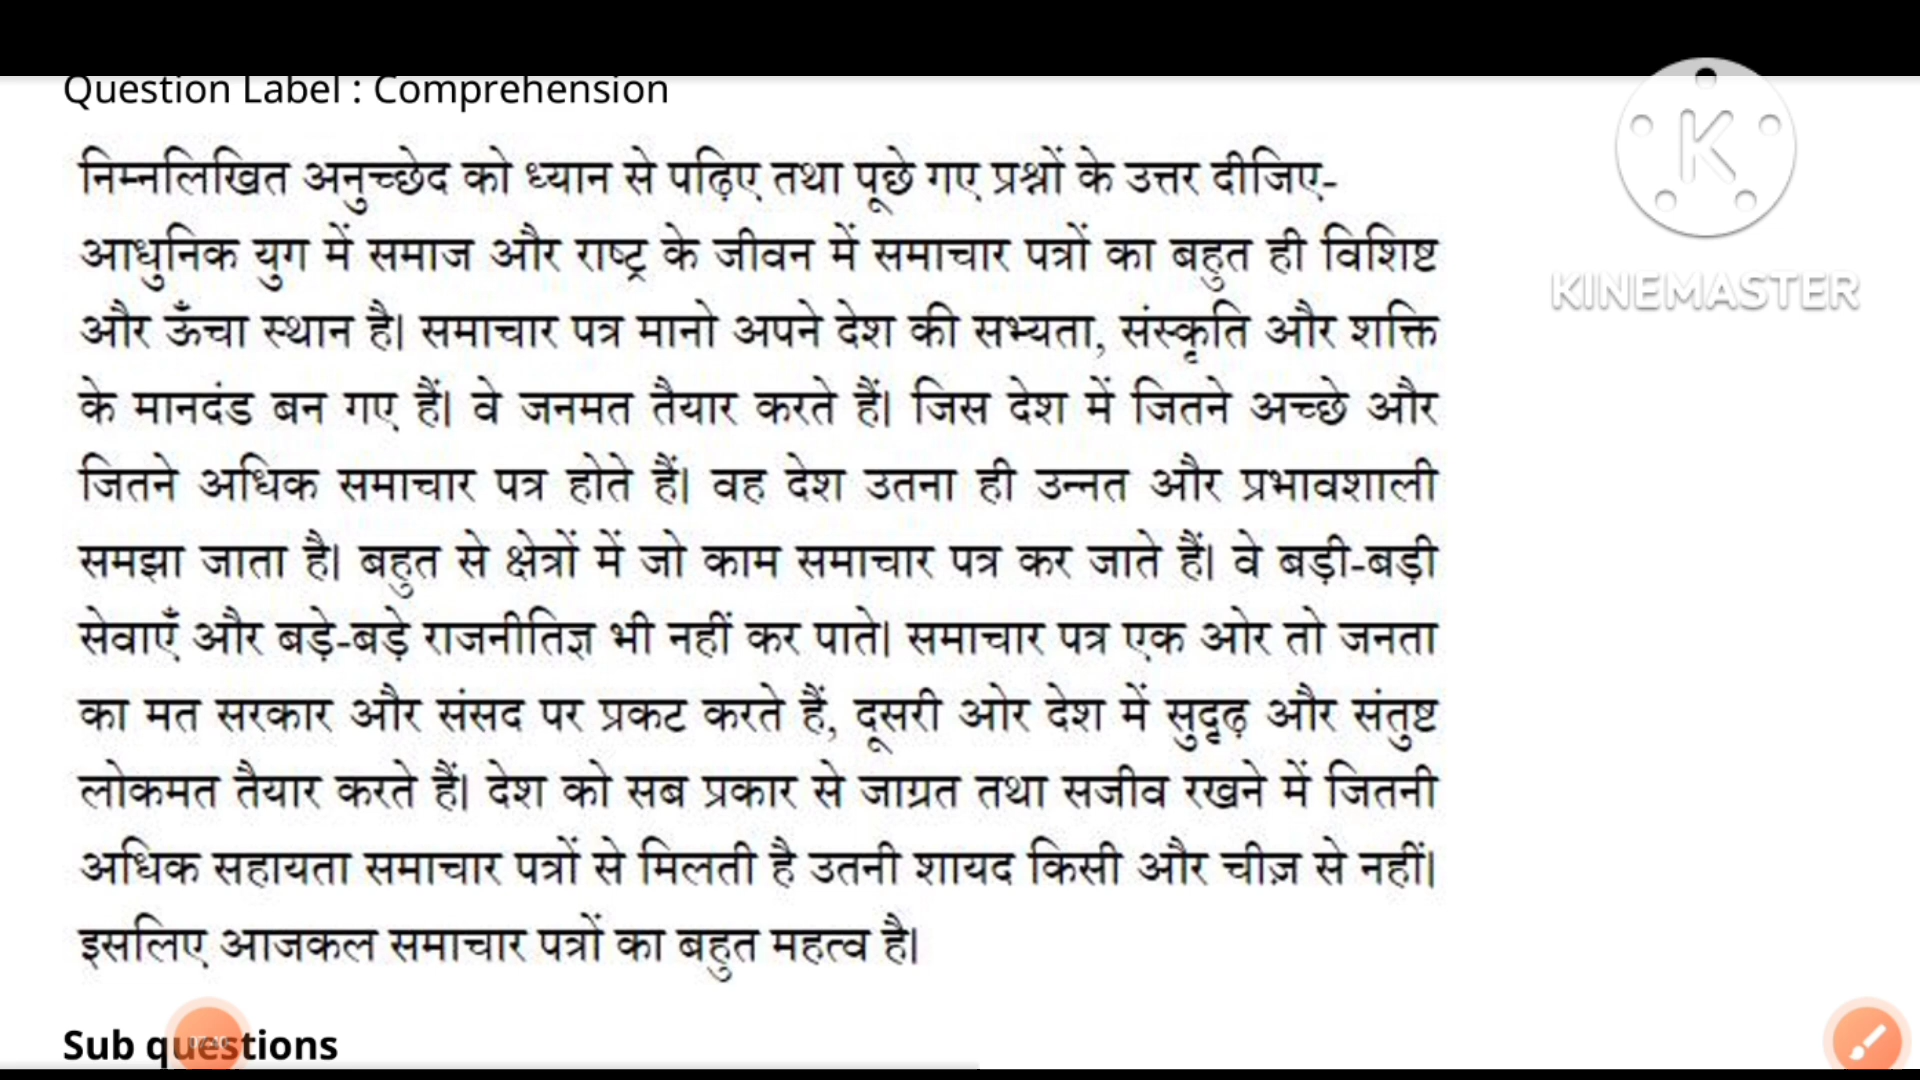 Question Label : Comprehension
K
KINEMASTER
निम्नलिखित अनुच्छेद को ध्यान से पढ़िए तथा पूछे गए प्रश्नों के उत्तर दीजिए-
आधुनिक युग में समाज और राष्ट्र के जीवन में समाचार पत्रों का बहुत ही विशिष्ट
और ऊँचा स्थान है। समाचार पत्र मानो अपने देश की सभ्यता, संस्कृति और शक्ति
के मानदंड बन गए हैं। वे जनमत तैयार करते हैं। जिस देश में जितने अच्छे और
जितने अधिक समाचार पत्र होते हैं। वह देश उतना ही उन्नत और प्रभावशाली
समझा जाता है। बहुत से क्षेत्रों में जो काम समाचार पत्र कर जाते हैं। वे बड़ी-बड़ी
सेवाएँ और बड़े-बड़े राजनीतिज्ञ भी नहीं कर पाते। समाचार पत्र एक ओर तो जनता
का मत सरकार और संसद पर प्रकट करते हैं, दूसरी ओर देश में सुदृढ़ और संतुष्ट
लोकमत तैयार करते हैं। देश को सब प्रकार से जाग्रत तथा सजीव रखने में जितनी
अधिक सहायता समाचार पत्रों से मिलती है उतनी शायद किसी और चीज़ से नहीं।
इसलिए आजकल समाचार पत्रों का बहुत महत्व है।
Sub questions